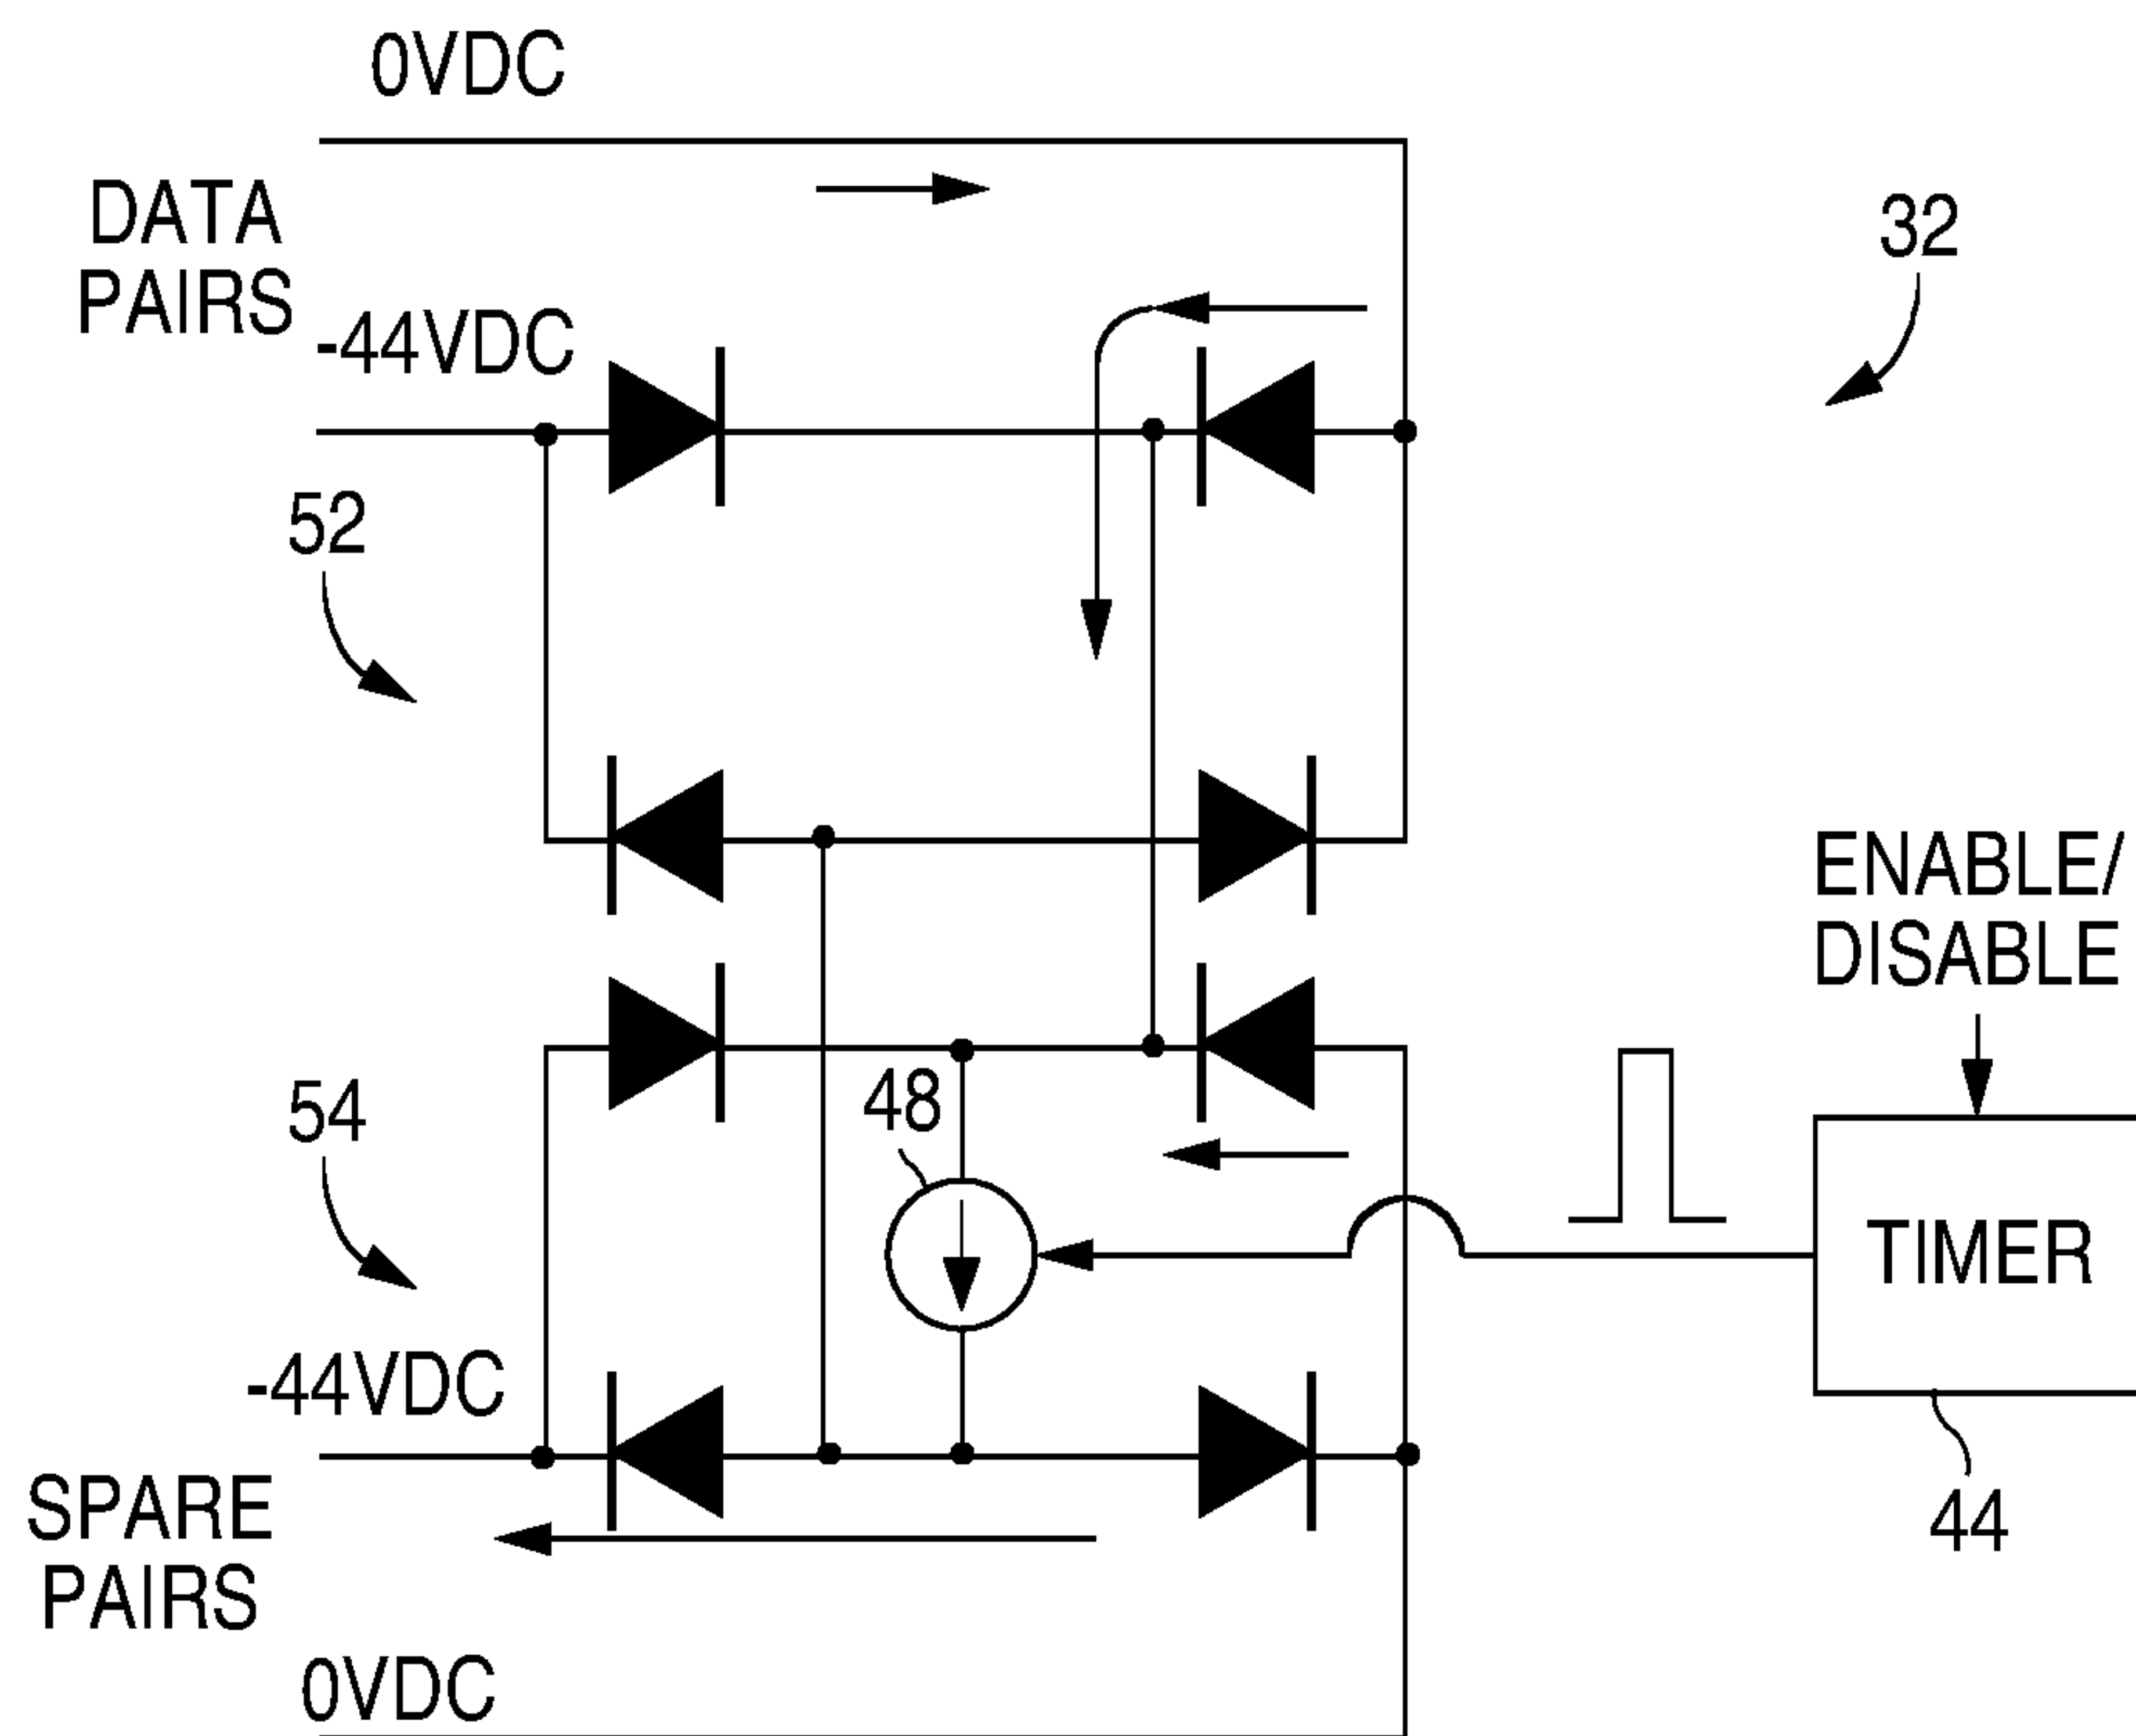 0VDC
DATA
PAIRS
32
-44VDC
52
ENABLE/
DISABLE
48
54
TIMER
-44VDC
SPARE
PAIRS
44
0VDC